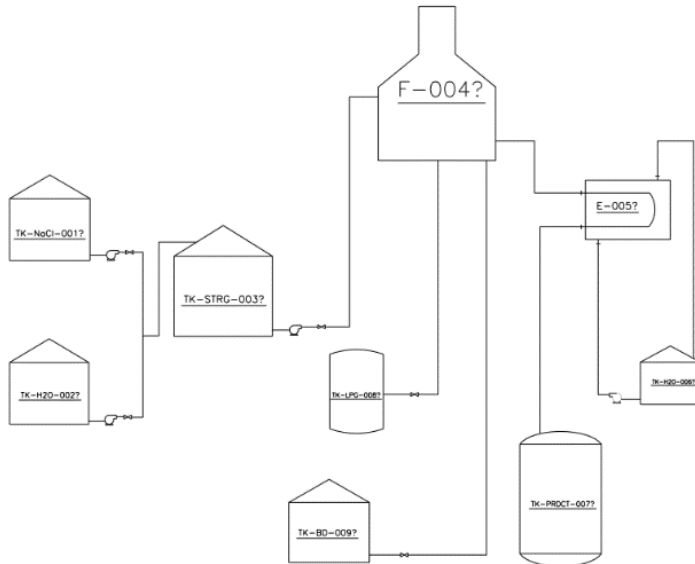 F-004?
E-005?
TK-NaCl-001?
TK-STRG-003?
TK-H2O-002?
TK-LPG-008?
TK-H2O-006?
TK-PRDCT-007?
TK-BD-009?